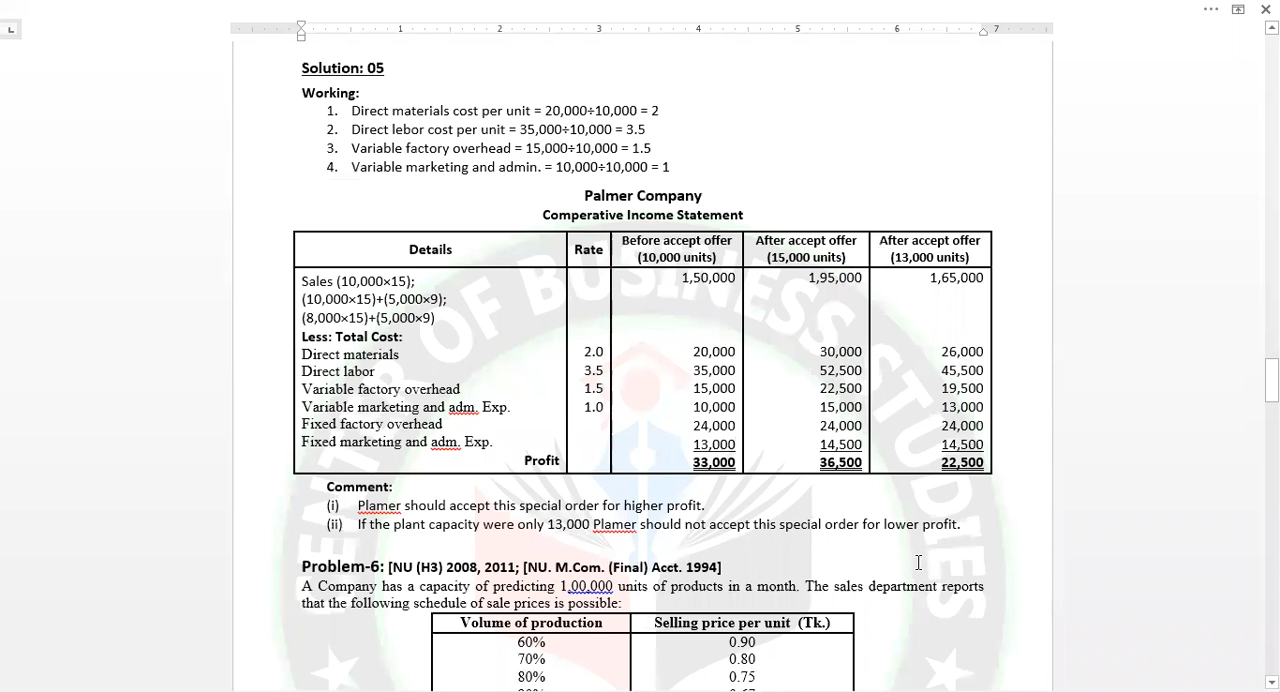 1 2 3 4 5 6 7
Solution: 05
Working:
1. Direct materials cost per unit = 20,000÷10,000 = 2
2. Direct lebor cost per unit = 35,000÷10,000 = 3.5
3. Variable factory overhead = 15,000÷10,000 = 1.5
4. Variable marketing and admin. = 10,000÷10,000 = 1
Palmer Company
Comperative Income Statement
Details Rate Before accept offer (10,000 units) After accept offer (15,000 units) After accept offer (13,000 units)
Sales (10,000×15); 1,50,000 1,95,000 1,65,000
(10,000×15)+(5,000×9);
(8,000×15)+(5,000×9)
Less: Total Cost:
Direct materials 2.0 20,000 30,000 26,000
Direct labor 3.5 35,000 52,500 45,500
Variable factory overhead 1.5 15,000 22,500 19,500
Variable marketing and adm. Exp. 1.0 10,000 15,000 13,000
Fixed factory overhead 24,000 24,000 24,000
Fixed marketing and adm. Exp. 13,000 14,500 14,500
Profit 33,000 36,500 22,500
Comment:
(i) Plamer should accept this special order for higher profit.
(ii) If the plant capacity were only 13,000 Plamer should not accept this special order for lower profit.
Problem-6: [NU (H3) 2008, 2011; [NU. M.Com. (Final) Acct. 1994]
A Company has a capacity of predicting 1,00,000 units of products in a month. The sales department reports
that the following schedule of sale prices is possible:
Volume of production Selling price per unit (Tk.)
60% 0.90
70% 0.80
80% 0.75
CENTER OF BUSINESS STUDIES